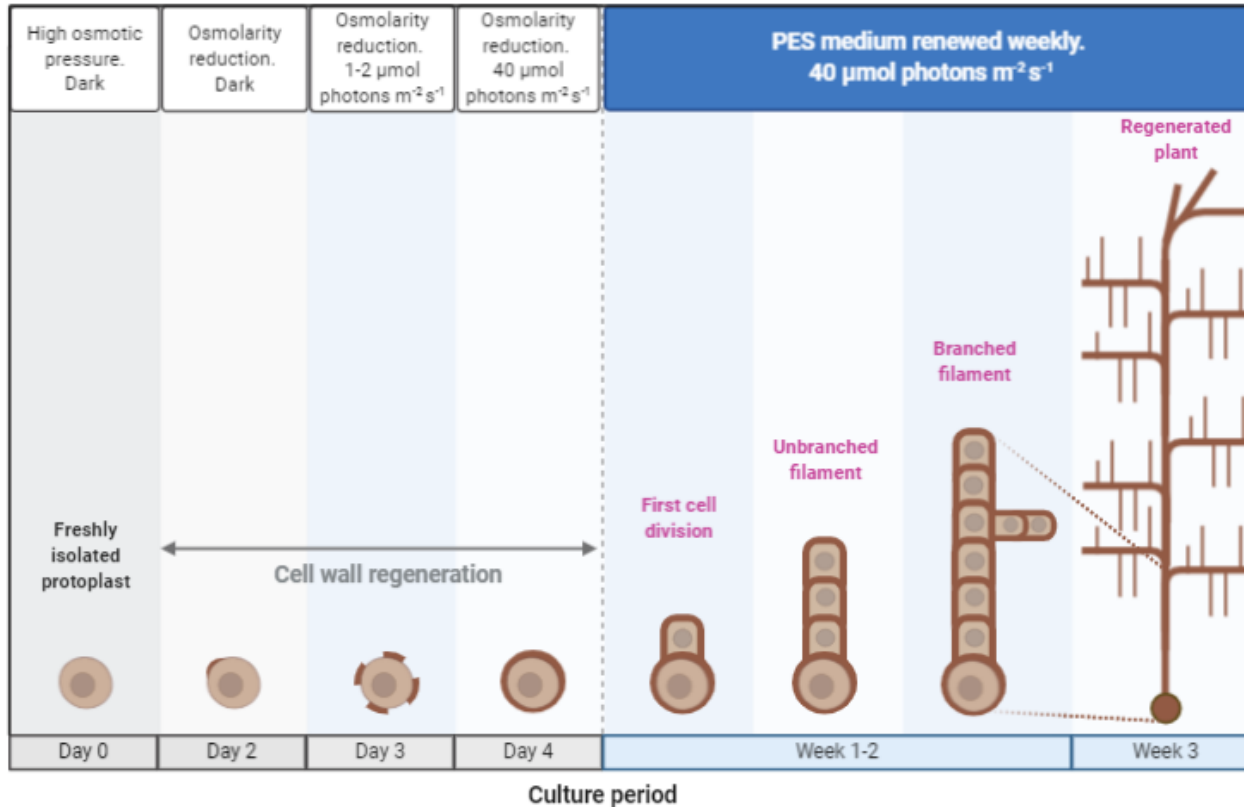 High osmotic
pressure.
Dark
Osmolarity
reduction.
Dark
Osmolarity
reduction.
1-2 µmol
photons m⁻² s⁻¹
Osmolarity
reduction.
40 µmol
photons m⁻² s⁻¹
PES medium renewed weekly.
40 µmol photons m⁻² s⁻¹
Regenerated
plant
Branched
filament
Unbranched
filament
First cell
division
Freshly
isolated
protoplast
Cell wall regeneration
Day 0
Day 2
Day 3
Day 4
Week 1-2
Week 3
Culture period